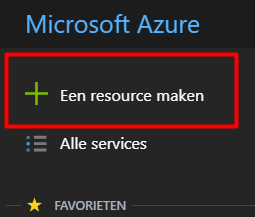 Microsoft Azure
Een resource maken
Alle services
FAVORIETEN